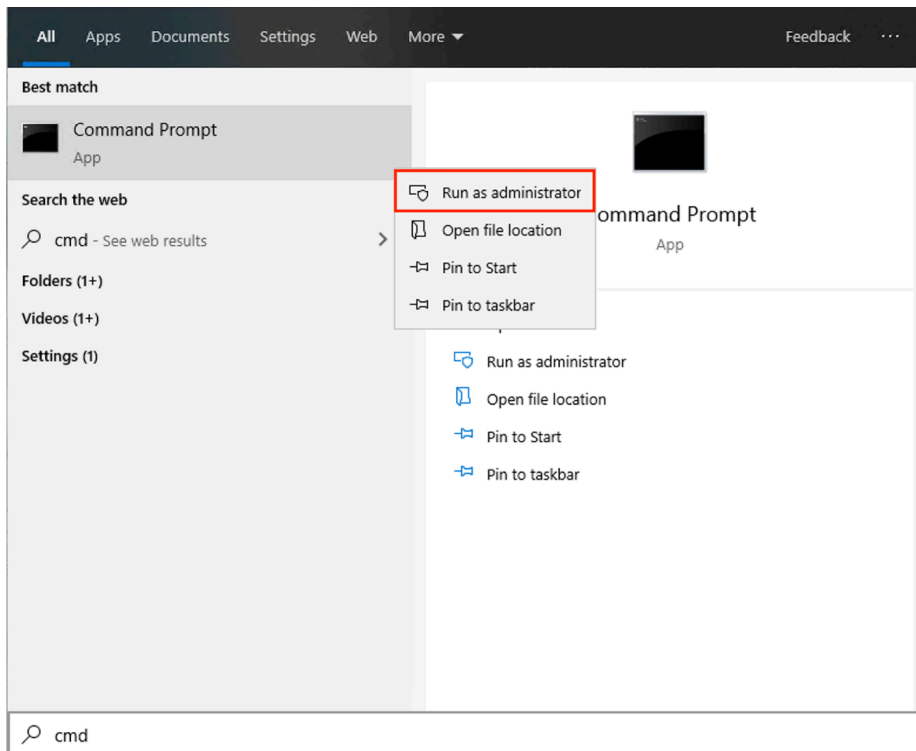 All Apps Documents Settings Web More Feedback ...
Best match
Command Prompt
App
Search the web
cmd - See web results
Folders (1+)
Videos (1+)
Settings (1)
Run as administrator
Open file location
Pin to Start
Pin to taskbar
ommand Prompt
App
Run as administrator
Open file location
Pin to Start
Pin to taskbar
cmd